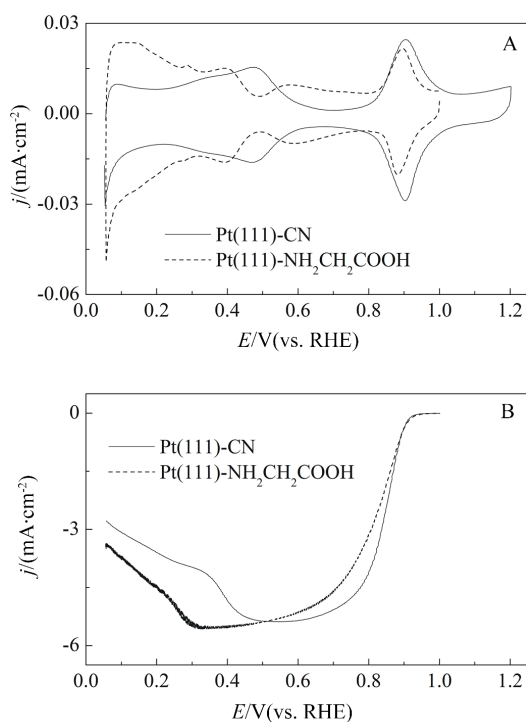 A
0.03
0.00
-0.03
-0.06
j/(mA·cm⁻²)
Pt(111)-CN
Pt(111)-NH₂CH₂COOH
0.0 0.2 0.4 0.6 0.8 1.0 1.2
E/V(vs. RHE)
B
0
-3
-6
j/(mA·cm⁻²)
Pt(111)-CN
Pt(111)-NH₂CH₂COOH
0.0 0.2 0.4 0.6 0.8 1.0 1.2
E/V(vs. RHE)